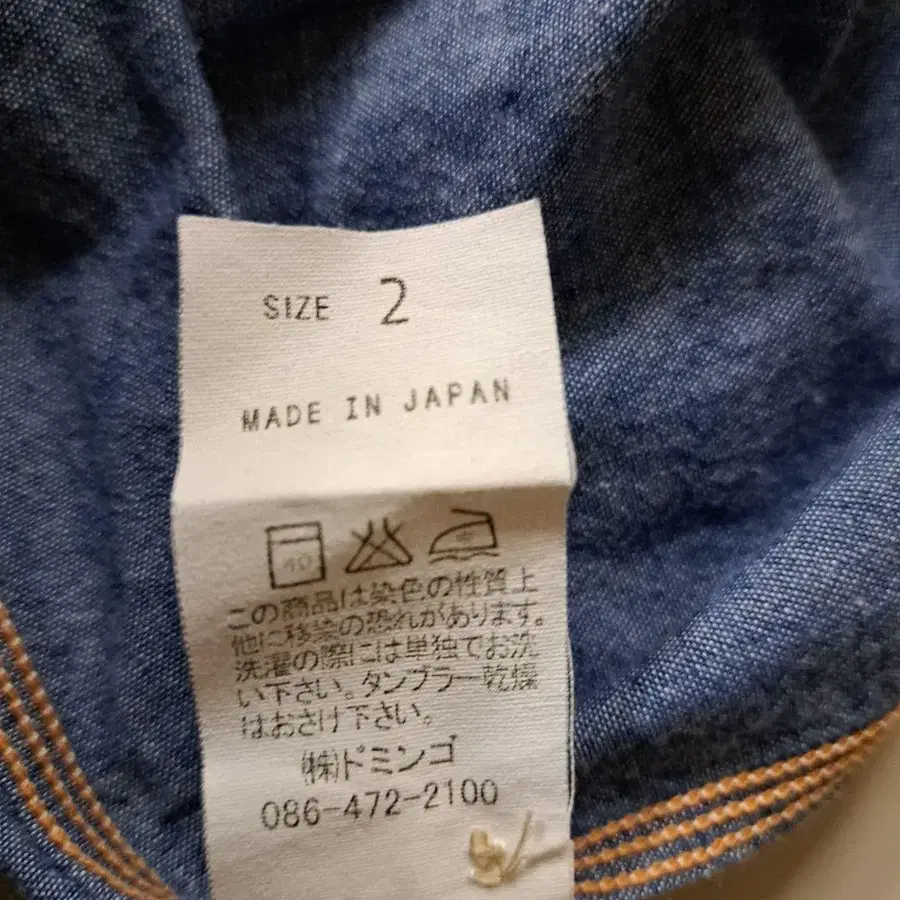 SIZE 2
MADE IN JAPAN
40
この商品は染色の性質上
他に移染の恐れがあります。
洗濯の際には単独でお洗
い下さい。タンブラー乾燥
はおさけ下さい。
㈱ドミンゴ
086-472-2100